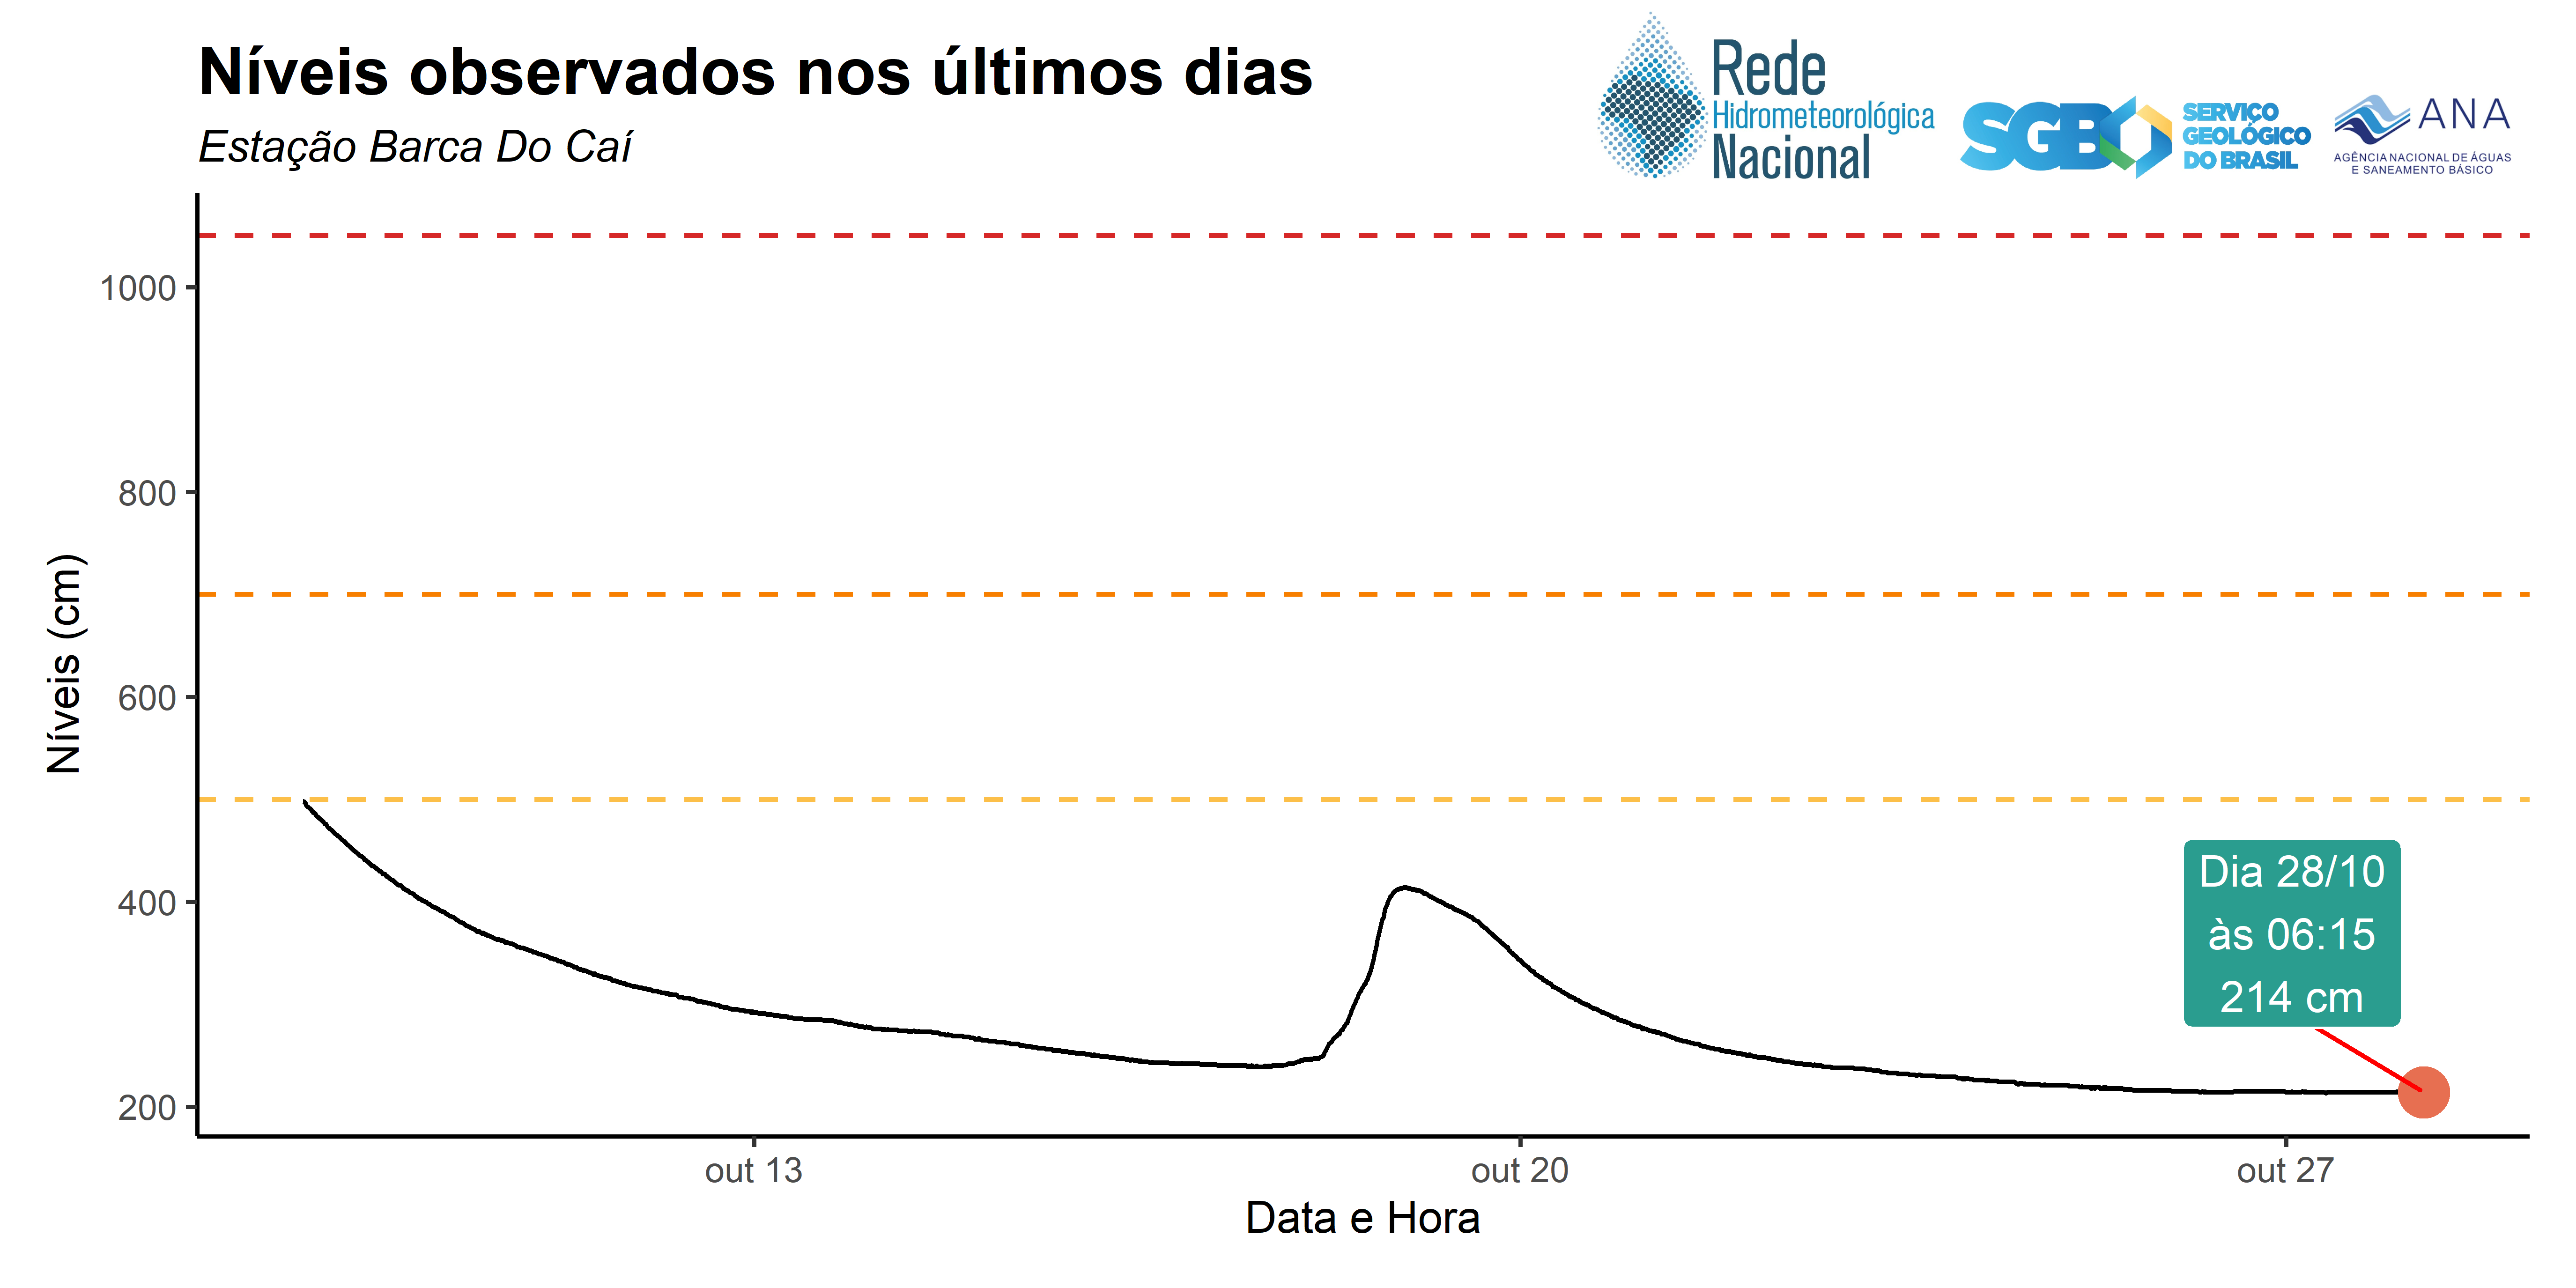 Níveis observados nos últimos dias
Estação Barca Do Caí
Rede
Hidrometeorológica
Nacional
SGB
SERVIÇO
GEOLÓGICO
DO BRASIL
ANA
AGÊNCIA NACIONAL DE ÁGUAS
E SANEAMENTO BÁSICO
Níveis (cm)
1000
800
600
400
200
Dia 28/10
às 06:15
214 cm
out 13
out 20
out 27
Data e Hora